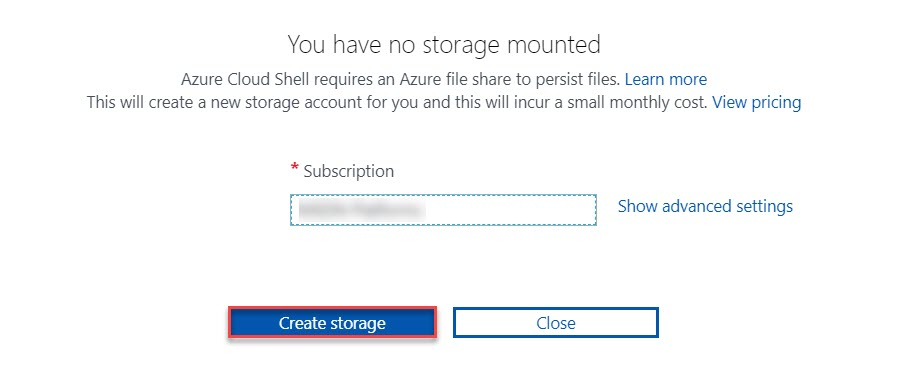 You have no storage mounted
Azure Cloud Shell requires an Azure file share to persist files. Learn more
This will create a new storage account for you and this will incur a small monthly cost. View pricing
* Subscription
Show advanced settings
Create storage
Close